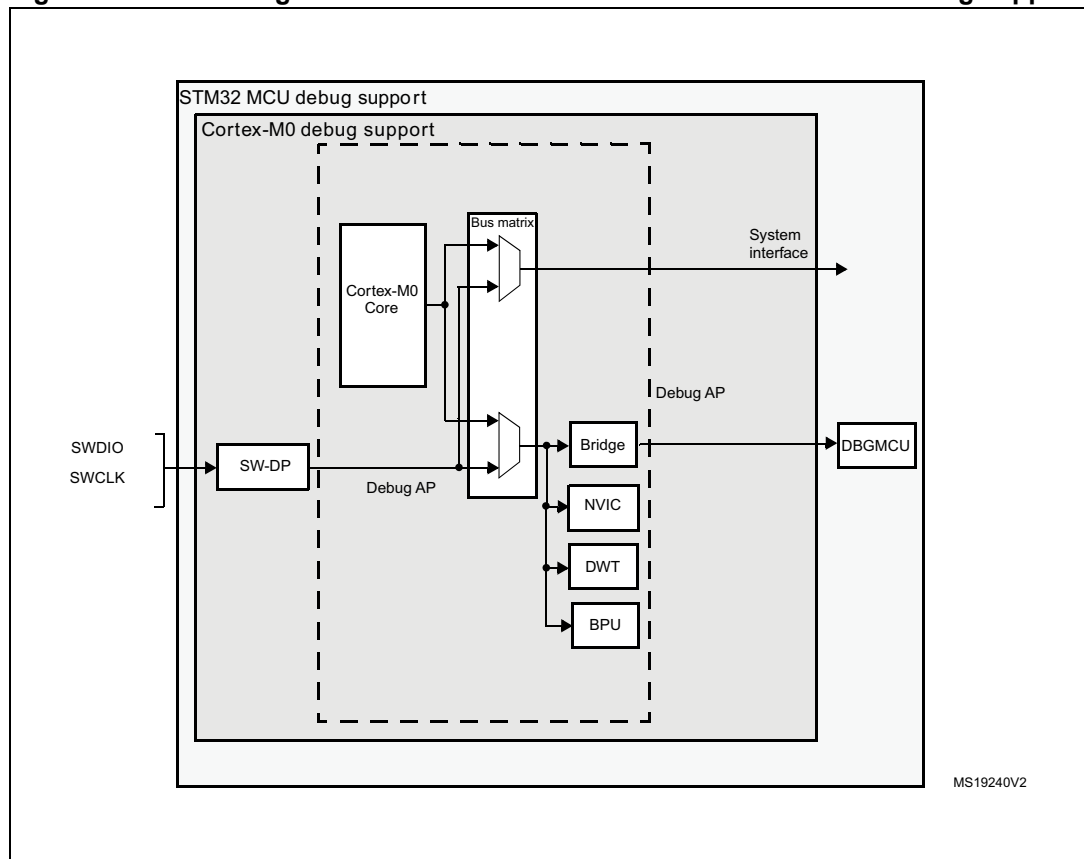 STM32 MCU debug support
Cortex-M0 debug support
Bus matrix
System
interface
Cortex-M0
Core
Debug AP
SWDIO
SWCLK
SW-DP
Debug AP
Bridge
DBGMCU
NVIC
DWT
BPU
MS19240V2